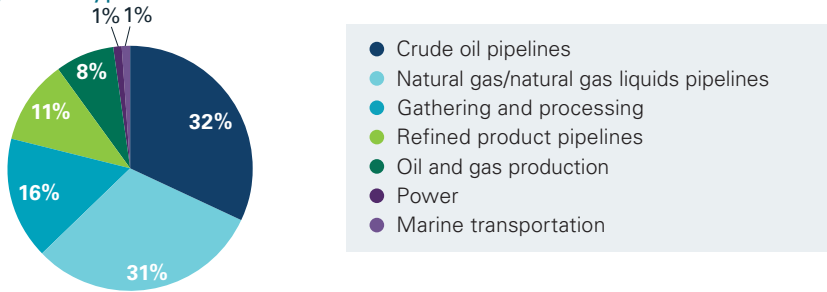 1% 1%
8%
11%
32%
16%
31%
Crude oil pipelines
Natural gas/natural gas liquids pipelines
Gathering and processing
Refined product pipelines
Oil and gas production
Power
Marine transportation